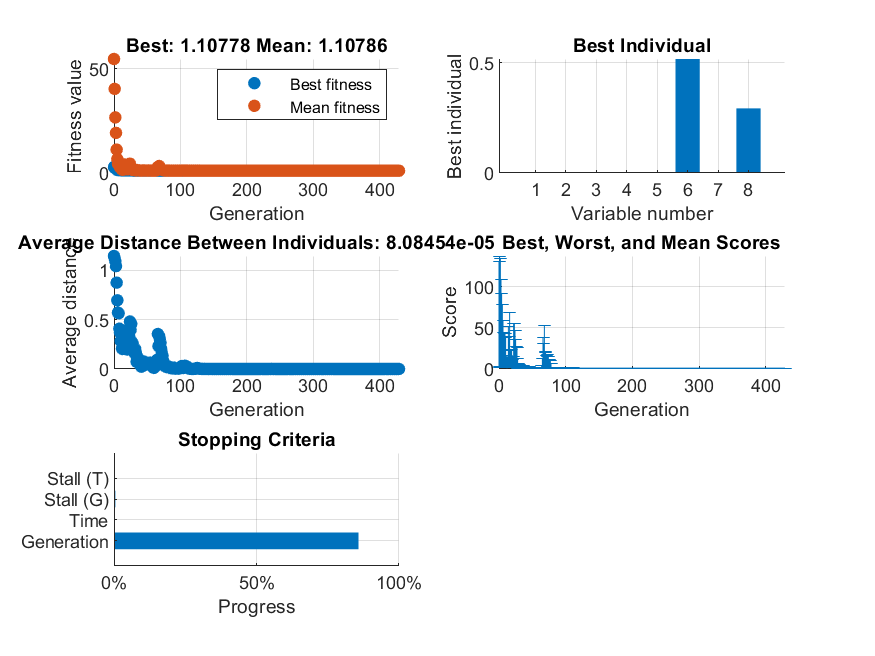 Best: 1.10778 Mean: 1.10786
Fitness value
50
0
Best fitness
Mean fitness
0 100 200 300 400
Generation
Best Individual
Best individual
0.5
0
1 2 3 4 5 6 7 8
Variable number
Average Distance Between Individuals: 8.08454e-05
Average distance
1
0.5
0
0 100 200 300 400
Generation
Best, Worst, and Mean Scores
Score
100
50
0
0 100 200 300 400
Generation
Stopping Criteria
Stall (T)
Stall (G)
Time
Generation
0% 50% 100%
Progress